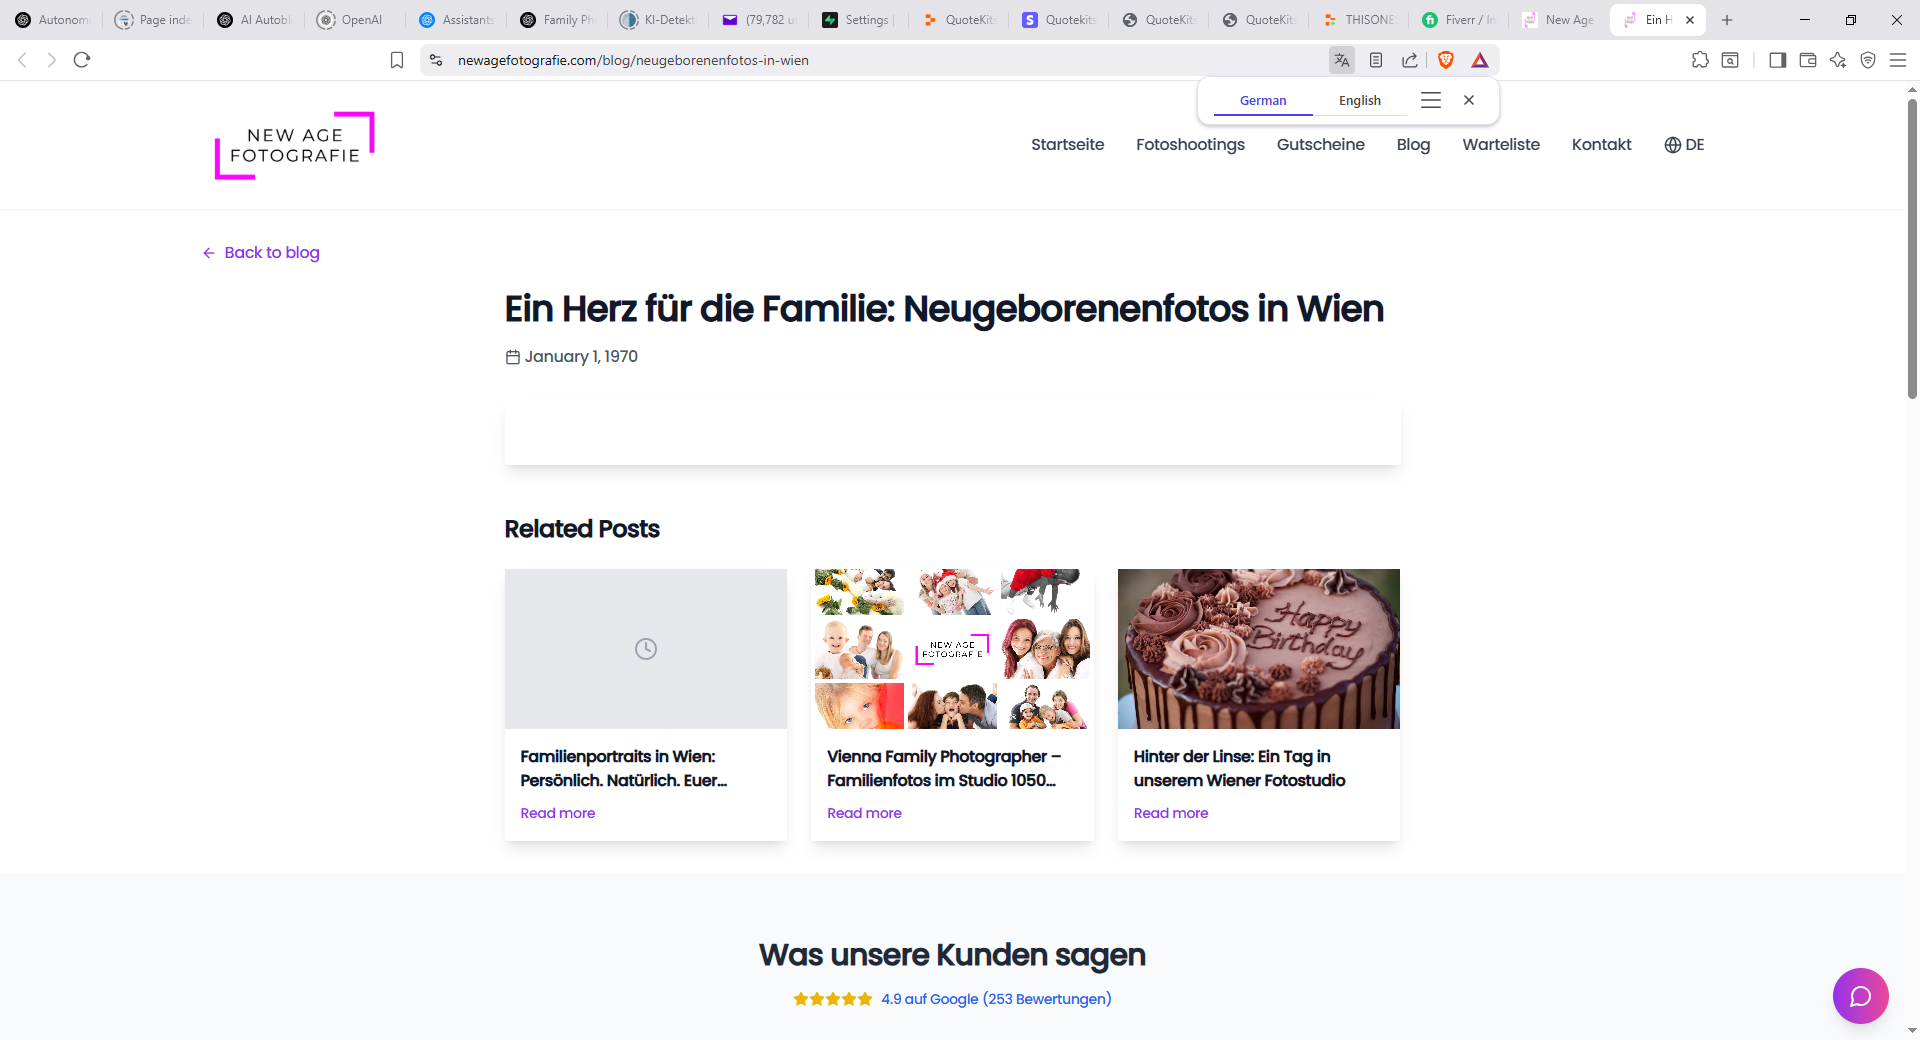 Autonom
Page inde
AI Autobl
OpenAI
Assistants
Family Ph
KI-Detekt
(79,782 u
Settings
QuoteKits
Quotekits
QuoteKits
QuoteKits
THISONE
Fiverr / In
New Age
Ein H
newagefotografie.com/blog/neugeborenenfotos-in-wien
German
English
NEW AGE
FOTOGRAFIE
Startseite
Fotoshootings
Gutscheine
Blog
Warteliste
Kontakt
DE
Back to blog
Ein Herz für die Familie: Neugeborenenfotos in Wien
January 1, 1970
Related Posts
NEW AGE
FOTOGRAFIE
Happy
Birthday
Familienportraits in Wien:
Persönlich. Natürlich. Euer...
Read more
Vienna Family Photographer –
Familienfotos im Studio 1050...
Read more
Hinter der Linse: Ein Tag in
unserem Wiener Fotostudio
Read more
Was unsere Kunden sagen
4.9 auf Google (253 Bewertungen)